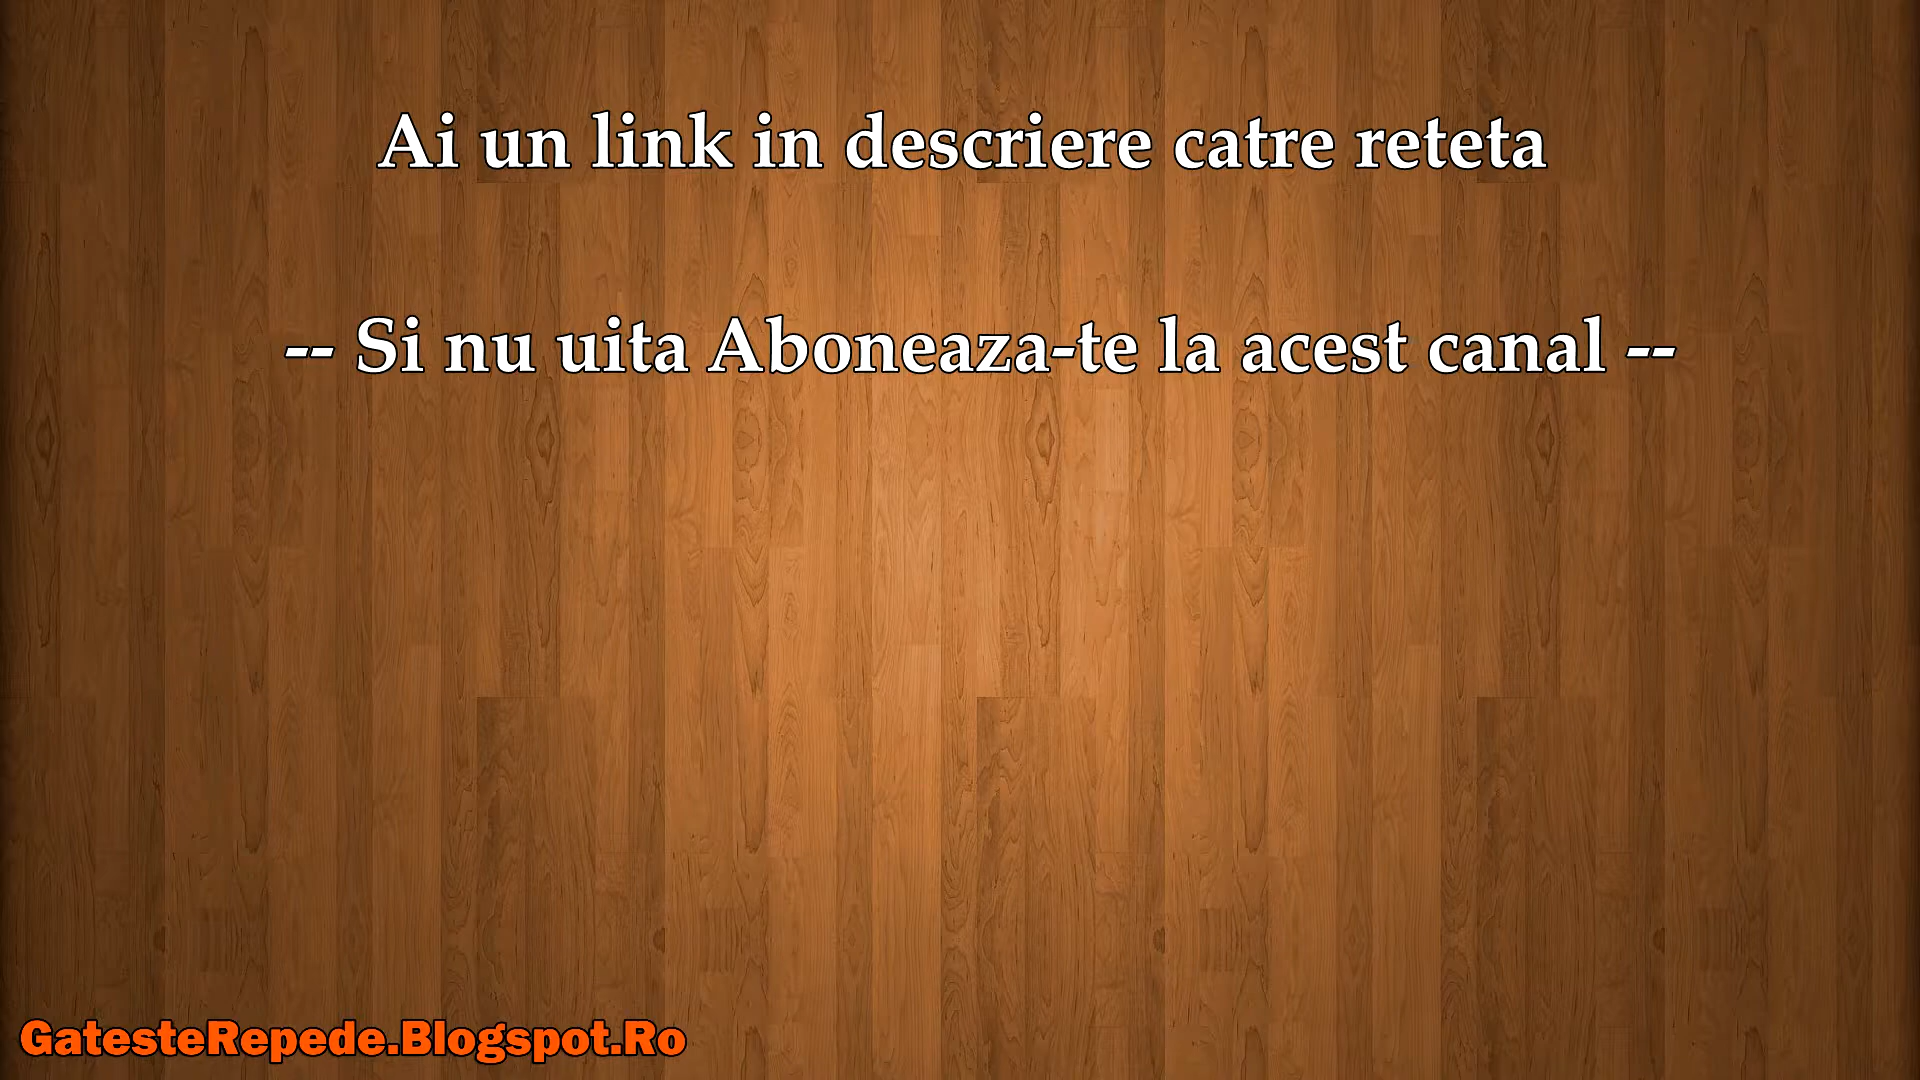 Ai un link in descriere catre reteta
-- Si nu uita Aboneaza-te la acest canal --
GatesteRepede.Blogspot.Ro